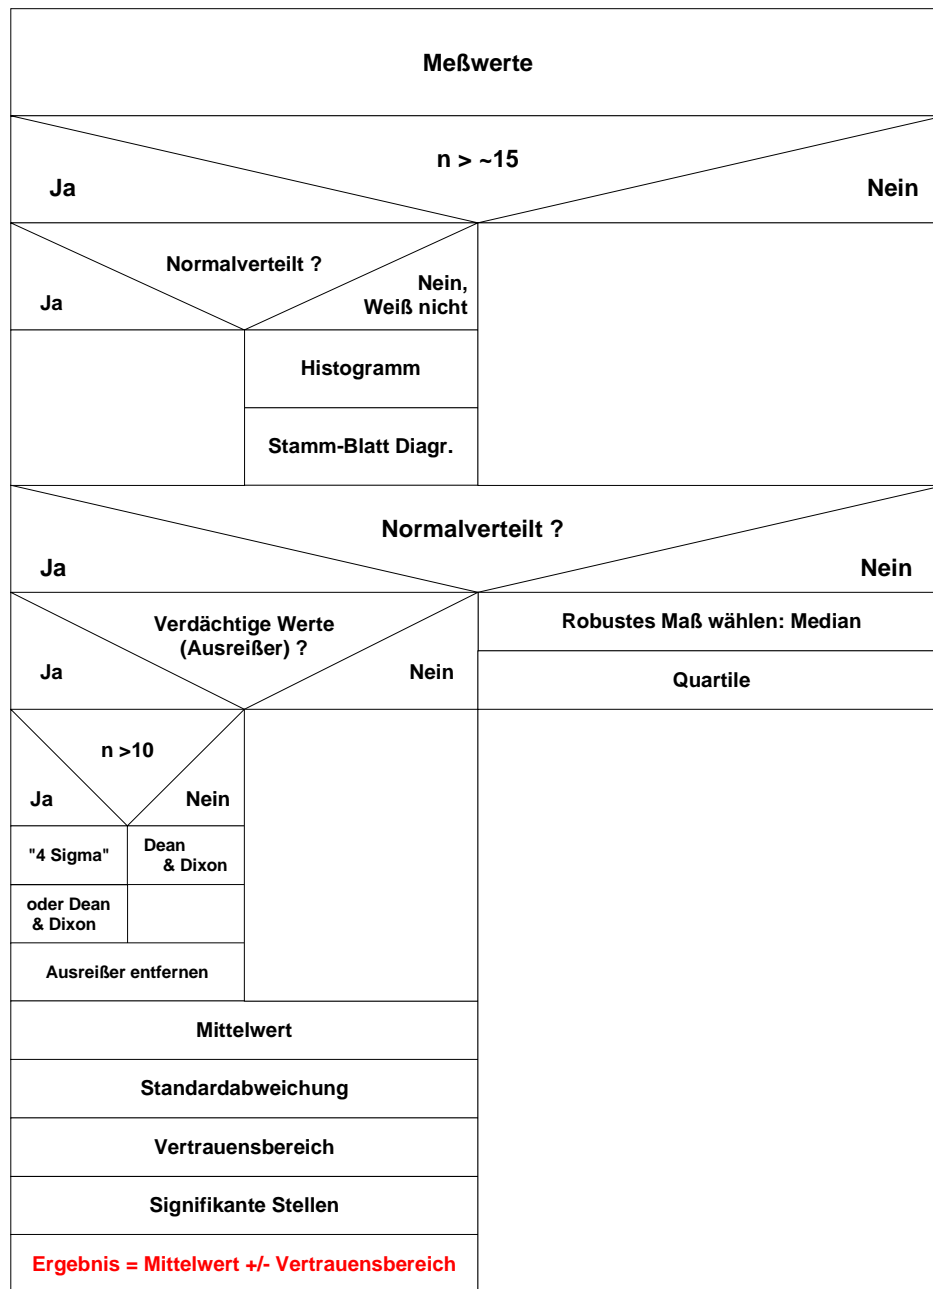 Meßwerte
n > ~15
Ja
Nein
Normalverteilt ?
Ja
Nein,
Weiß nicht
Histogramm
Stamm-Blatt Diagr.
Normalverteilt ?
Ja
Nein
Verdächtige Werte
(Ausreißer) ?
Ja
Nein
Robustes Maß wählen: Median
Quartile
n >10
Ja
Nein
"4 Sigma"
Dean
& Dixon
oder Dean
& Dixon
Ausreißer entfernen
Mittelwert
Standardabweichung
Vertrauensbereich
Signifikante Stellen
Ergebnis = Mittelwert +/- Vertrauensbereich